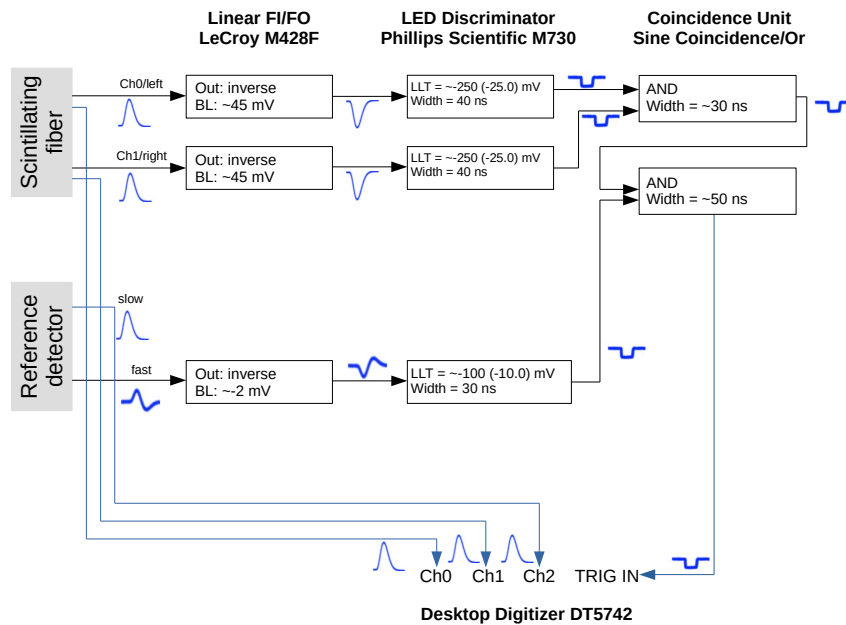 Linear FI/FO
LeCroy M428F
LED Discriminator
Phillips Scientific M730
Coincidence Unit
Sine Coincidence/Or
Scintillating
fiber
Ch0/left
Out: inverse
BL: ~45 mV
LLT = ~-250 (-25.0) mV
Width = 40 ns
AND
Width = ~30 ns
Ch1/right
Out: inverse
BL: ~45 mV
LLT = ~-250 (-25.0) mV
Width = 40 ns
AND
Width = ~50 ns
Reference
detector
slow
fast
Out: inverse
BL: ~-2 mV
LLT = ~-100 (-10.0) mV
Width = 30 ns
Ch0
Ch1
Ch2
TRIG IN
Desktop Digitizer DT5742